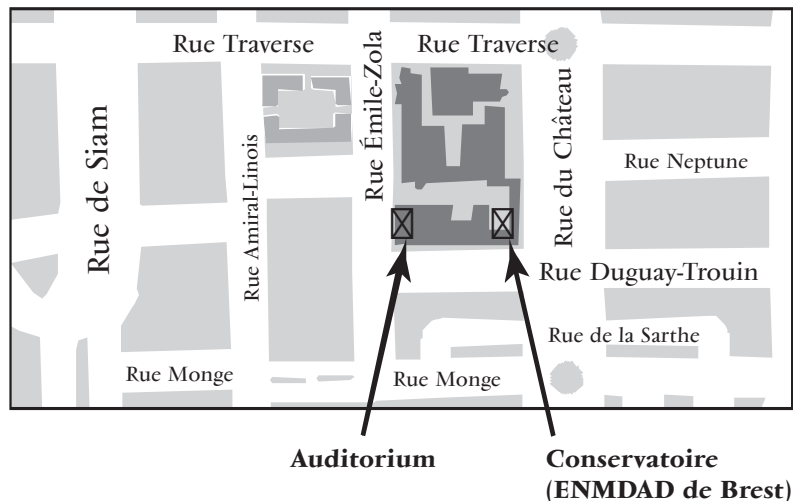 Rue Traverse
Rue Traverse
Rue de Siam
Rue Amiral-Linois
Rue Émile-Zola
Rue du Château
Rue Neptune
Rue Duguay-Trouin
Rue de la Sarthe
Rue Monge
Rue Monge
Auditorium
Conservatoire
(ENMDAD de Brest)